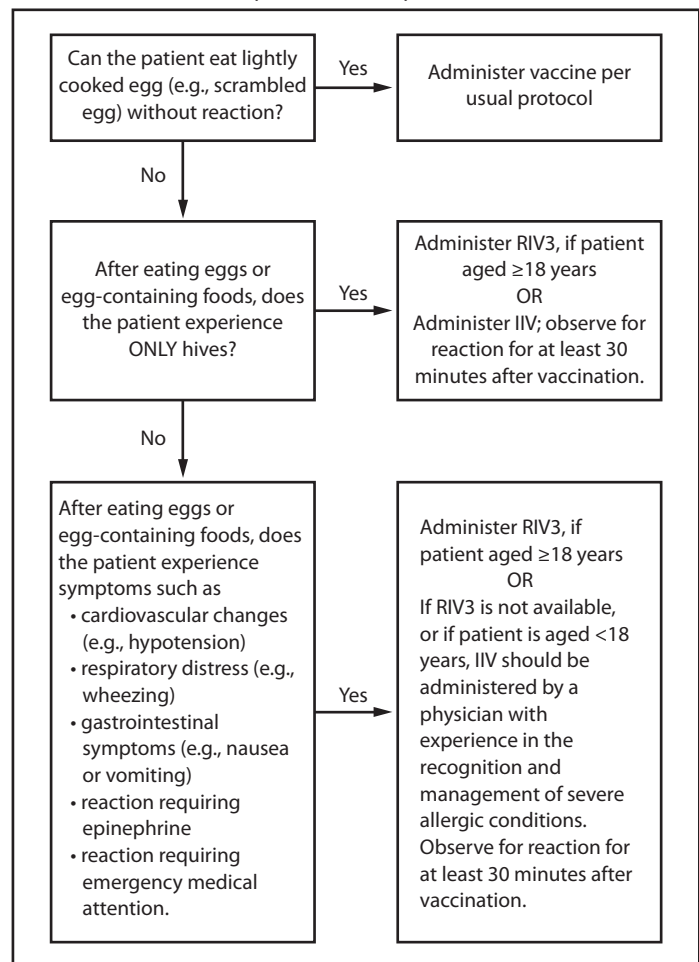 Can the patient eat lightly
cooked egg (e.g., scrambled
egg) without reaction?
Yes
Administer vaccine per
usual protocol
No
After eating eggs or
egg-containing foods, does
the patient experience
ONLY hives?
Yes
Administer RIV3, if patient
aged ≥18 years
OR
Administer IIV; observe for
reaction for at least 30
minutes after vaccination.
No
After eating eggs or
egg-containing foods, does
the patient experience
symptoms such as
• cardiovascular changes
(e.g., hypotension)
• respiratory distress (e.g.,
wheezing)
• gastrointestinal
symptoms (e.g., nausea
or vomiting)
• reaction requiring
epinephrine
• reaction requiring
emergency medical
attention.
Yes
Administer RIV3, if
patient aged ≥18 years
OR
If RIV3 is not available,
or if patient is aged <18
years, IIV should be
administered by a
physician with
experience in the
recognition and
management of severe
allergic conditions.
Observe for reaction for
at least 30 minutes after
vaccination.